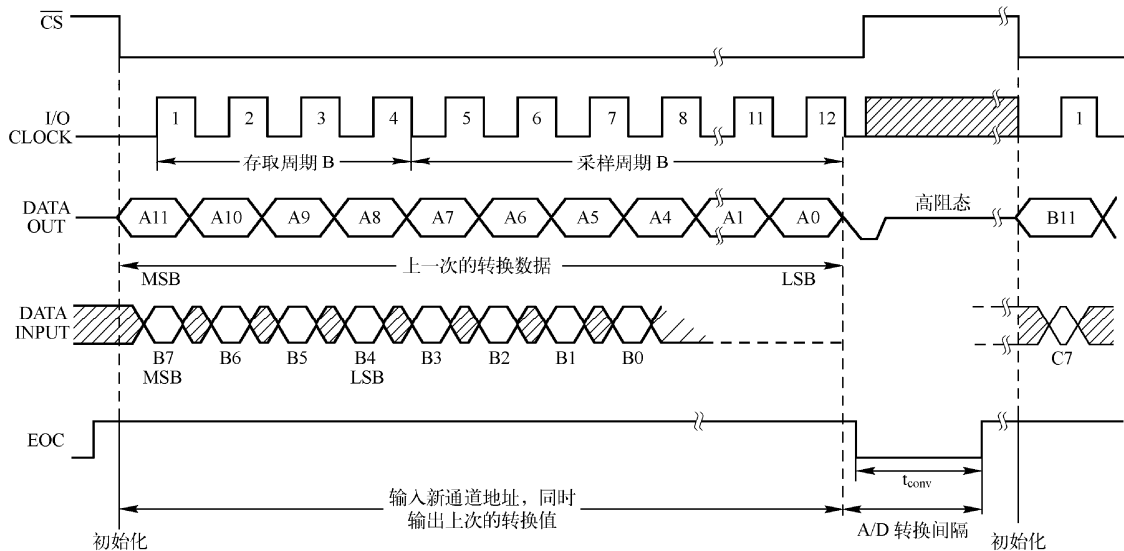 CS
I/O
CLOCK
1 2 3 4 5 6 7 8 11 12 1
存取周期 B
采样周期 B
DATA
OUT
A11 A10 A9 A8 A7 A6 A5 A4 A1 A0 高阻态 B11
MSB 上一次的转换数据 LSB
DATA
INPUT
B7 B6 B5 B4 B3 B2 B1 B0 C7
MSB LSB
EOC
tconv
输入新通道地址，同时
输出上次的转换值
A/D 转换间隔
初始化 初始化